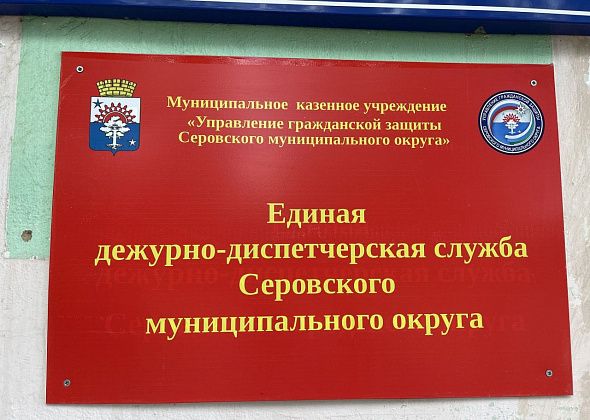 Муниципальное казенное учреждение
«Управление гражданской защиты
Серовского муниципального округа»
Единая
дежурно-диспетчерская служба
Серовского
муниципального округа